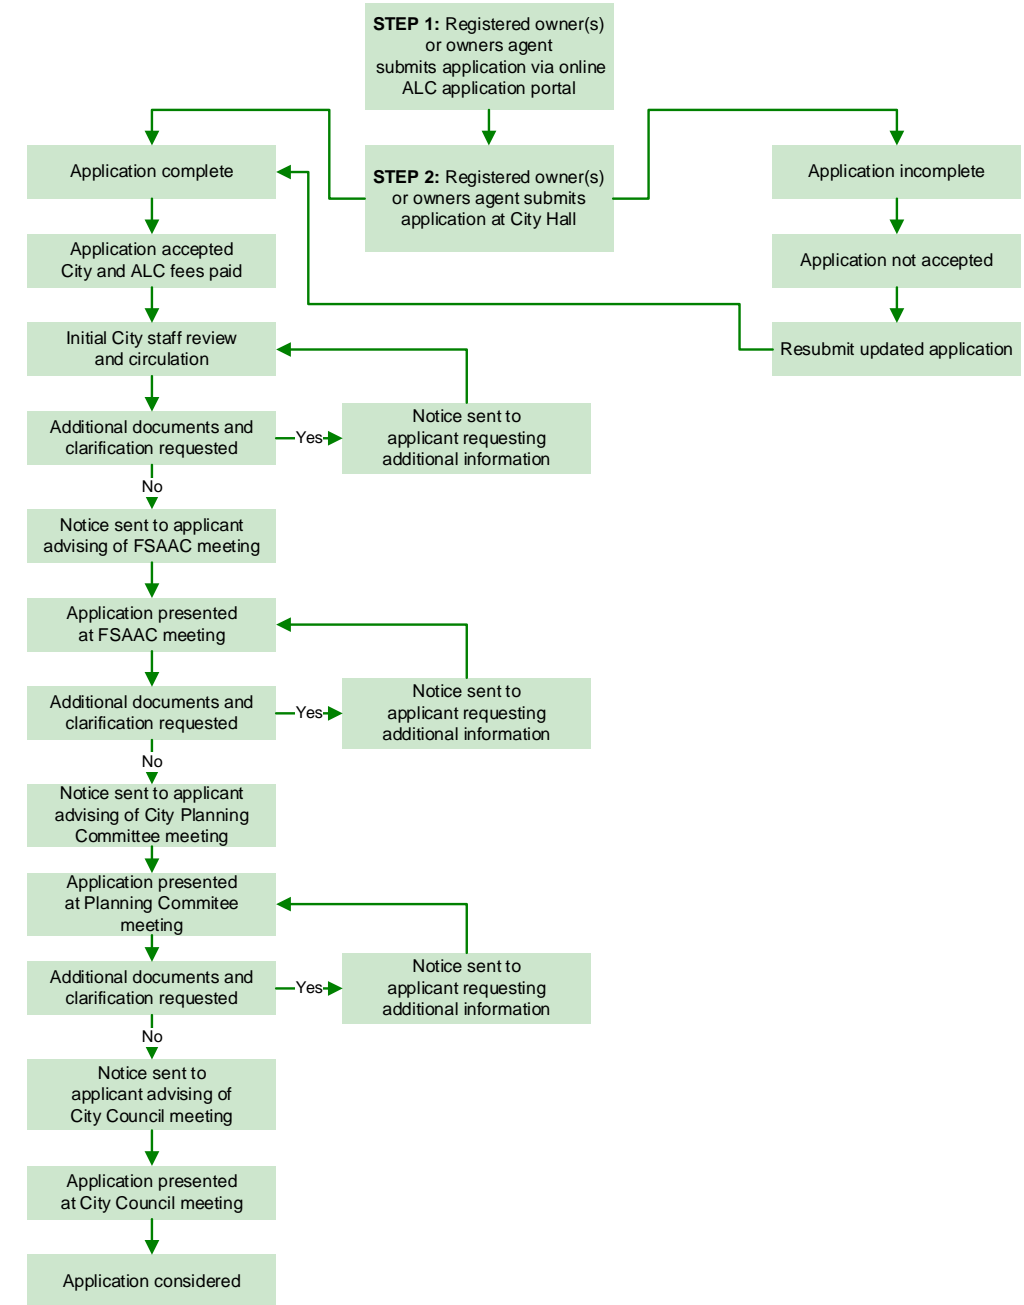 STEP 1: Registered owner(s)
or owners agent
submits application via online
ALC application portal
STEP 2: Registered owner(s)
or owners agent submits
application at City Hall
Application complete
Application incomplete
Application accepted
City and ALC fees paid
Application not accepted
Initial City staff review
and circulation
Resubmit updated application
Additional documents and
clarification requested
Yes
Notice sent to
applicant requesting
additional information
No
Notice sent to applicant
advising of FSAAC meeting
Application presented
at FSAAC meeting
Additional documents and
clarification requested
Yes
Notice sent to
applicant requesting
additional information
No
Notice sent to applicant
advising of City Planning
Committee meeting
Application presented
at Planning Commitee
meeting
Additional documents and
clarification requested
Yes
Notice sent to
applicant requesting
additional information
No
Notice sent to
applicant advising of
City Council meeting
Application presented
at City Council meeting
Application considered